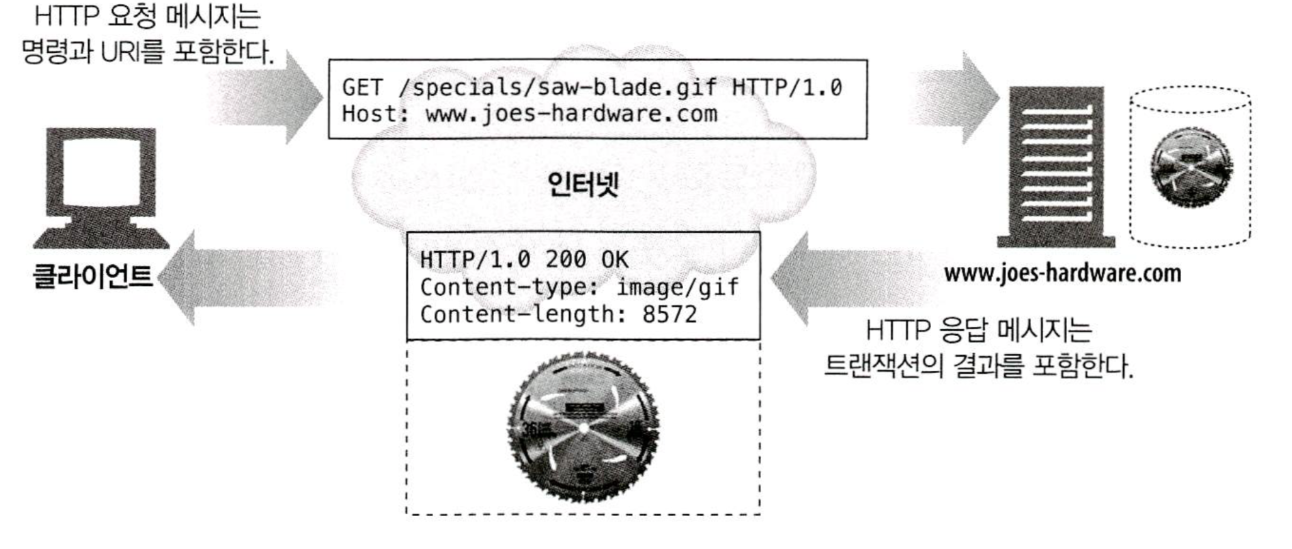 HTTP 요청 메시지는
명령과 URI를 포함한다.
GET /specials/saw-blade.gif HTTP/1.0
Host: www.joes-hardware.com
인터넷
클라이언트
HTTP/1.0 200 OK
Content-type: image/gif
Content-length: 8572
www.joes-hardware.com
HTTP 응답 메시지는
트랜잭션의 결과를 포함한다.
36